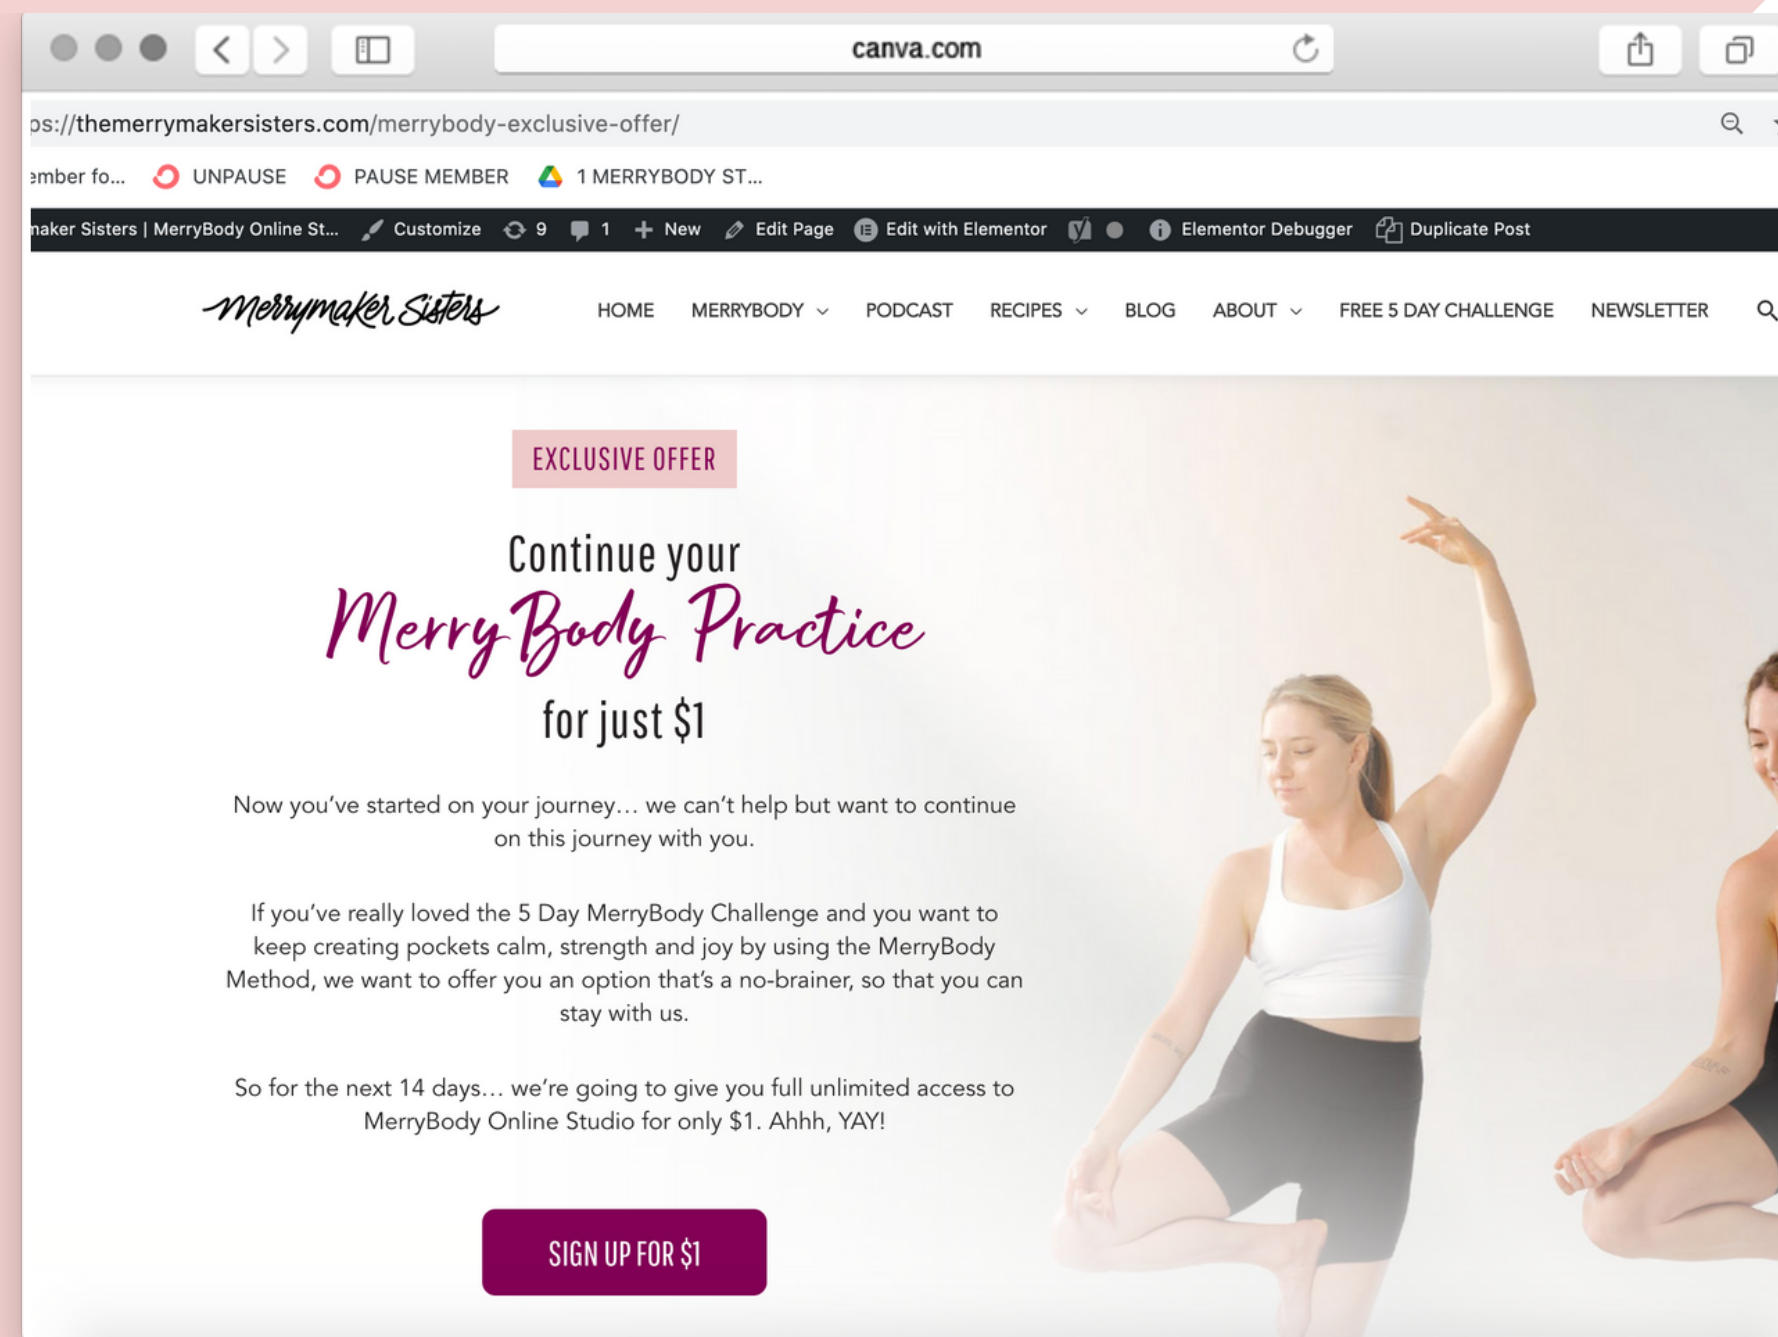 canva.com
ps://themerrymakersisters.com/merrybody-exclusive-offer/
ember fo... UNPAUSE PAUSE MEMBER 1 MERRYBODY ST...
naker Sisters | MerryBody Online St... Customize 9 1 New Edit Page Edit with Elementor Elementor Debugger Duplicate Post
Merrymaker Sisters HOME MERRYBODY PODCAST RECIPES BLOG ABOUT FREE 5 DAY CHALLENGE NEWSLETTER
EXCLUSIVE OFFER
Continue your
MerryBody Practice
for just $1
Now you've started on your journey... we can't help but want to continue
on this journey with you.
If you've really loved the 5 Day MerryBody Challenge and you want to
keep creating pockets calm, strength and joy by using the MerryBody
Method, we want to offer you an option that's a no-brainer, so that you can
stay with us.
So for the next 14 days... we're going to give you full unlimited access to
MerryBody Online Studio for only $1. Ahhh, YAY!
SIGN UP FOR $1